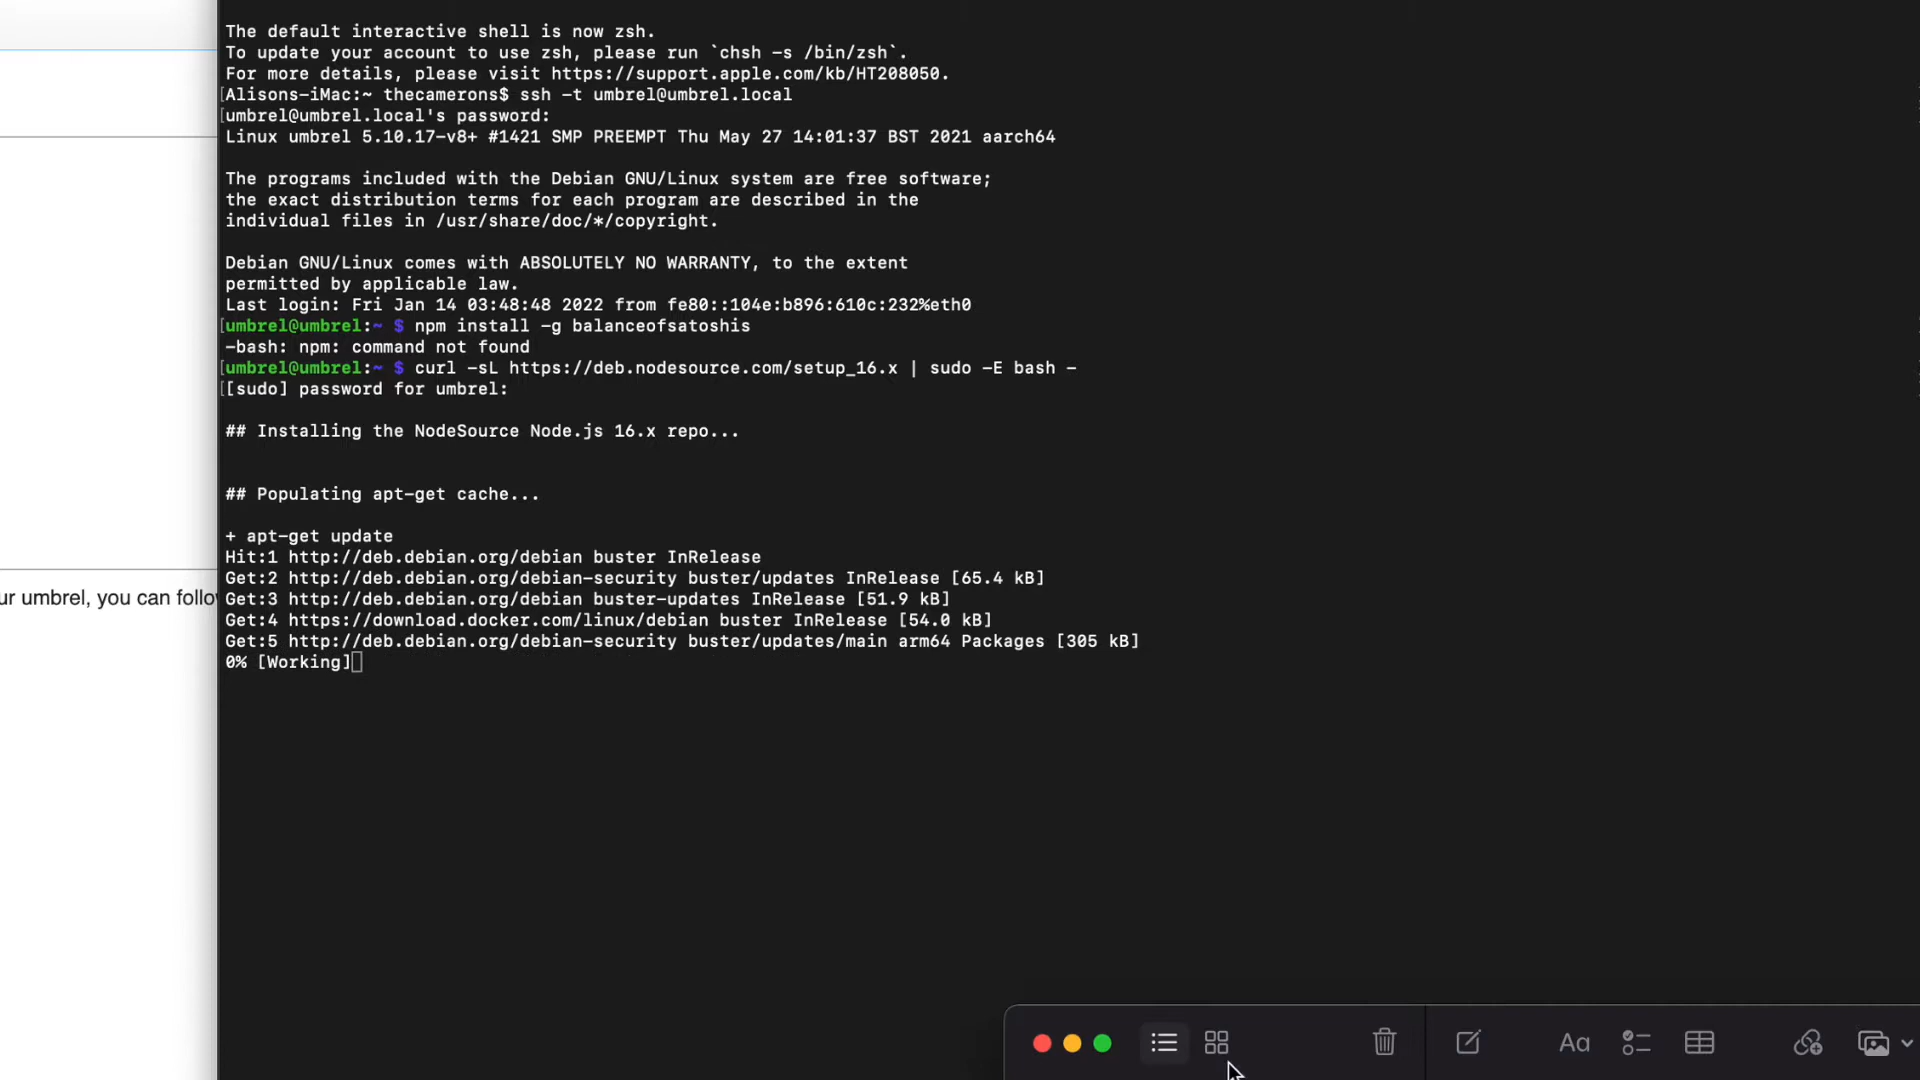 The default interactive shell is now zsh.
To update your account to use zsh, please run `chsh -s /bin/zsh`.
For more details, please visit https://support.apple.com/kb/HT208050.
[Alisons-iMac:~ thecamerons$ ssh -t umbrel@umbrel.local
[umbrel@umbrel.local's password:
Linux umbrel 5.10.17-v8+ #1421 SMP PREEMPT Thu May 27 14:01:37 BST 2021 aarch64
The programs included with the Debian GNU/Linux system are free software;
the exact distribution terms for each program are described in the
individual files in /usr/share/doc/*/copyright.
Debian GNU/Linux comes with ABSOLUTELY NO WARRANTY, to the extent
permitted by applicable law.
Last login: Fri Jan 14 03:48:48 2022 from fe80::104e:b896:610c:232%eth0
[umbrel@umbrel:~ $ npm install -g balanceofsatoshis
-bash: npm: command not found
[umbrel@umbrel:~ $ curl -sL https://deb.nodesource.com/setup_16.x | sudo -E bash -
[[sudo] password for umbrel:
## Installing the NodeSource Node.js 16.x repo...
## Populating apt-get cache...
+ apt-get update
Hit:1 http://deb.debian.org/debian buster InRelease
Get:2 http://deb.debian.org/debian-security buster/updates InRelease [65.4 kB]
ur umbrel, you can follo
Get:3 http://deb.debian.org/debian buster-updates InRelease [51.9 kB]
Get:4 https://download.docker.com/linux/debian buster InRelease [54.0 kB]
Get:5 http://deb.debian.org/debian-security buster/updates/main arm64 Packages [305 kB]
0% [Working]
Aa